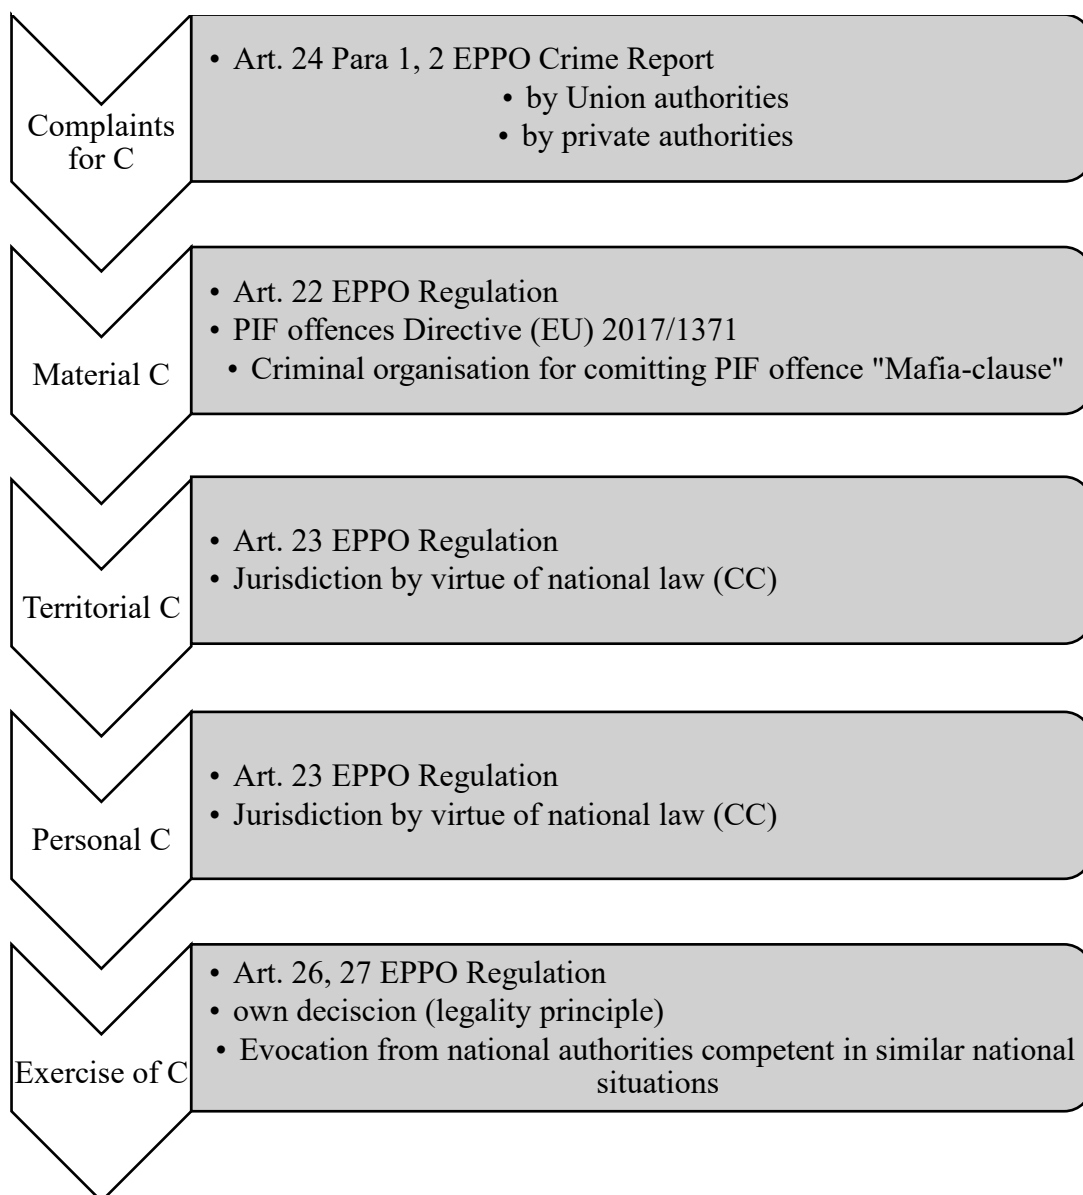 Complaints
for C
• Art. 24 Para 1, 2 EPPO Crime Report
• by Union authorities
• by private authorities
Material C
• Art. 22 EPPO Regulation
• PIF offences Directive (EU) 2017/1371
• Criminal organisation for comitting PIF offence "Mafia-clause"
Territorial C
• Art. 23 EPPO Regulation
• Jurisdiction by virtue of national law (CC)
Personal C
• Art. 23 EPPO Regulation
• Jurisdiction by virtue of national law (CC)
Exercise of C
• Art. 26, 27 EPPO Regulation
• own deciscion (legality principle)
• Evocation from national authorities competent in similar national
situations